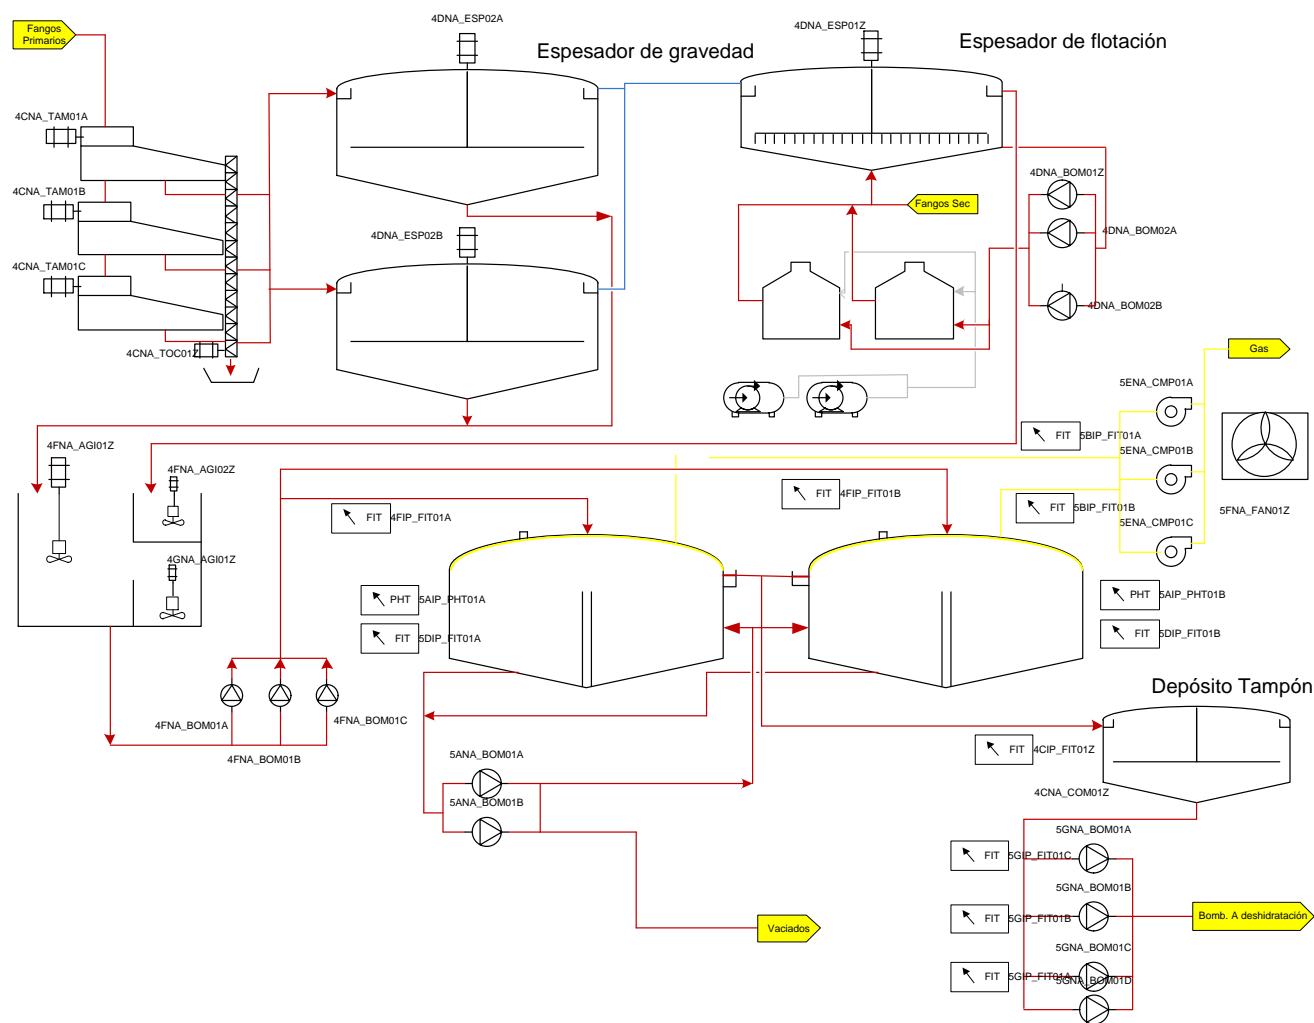 Fangos
Primarios
4DNA_ESP02A
Espesador de gravedad
4DNA_ESP01Z
Espesador de flotación
4CNA_TAM01A
4CNA_TAM01B
4CNA_TAM01C
4CNA_TOC01Z
4DNA_ESP02B
Fangos Sec
4DNA_BOM01Z
4DNA_BOM02A
4DNA_BOM02B
Gas
5ENA_CMP01A
5ENA_CMP01B
5ENA_CMP01C
5FNA_FAN01Z
FIT 5BIP_FIT01A
FIT 5BIP_FIT01B
4FNA_AGI01Z
4FNA_AGI02Z
4GNA_AGI01Z
FIT 4FIP_FIT01A
FIT 4FIP_FIT01B
PHT 5AIP_PHT01A
FIT 5DIP_FIT01A
PHT 5AIP_PHT01B
FIT 5DIP_FIT01B
4FNA_BOM01A
4FNA_BOM01B
4FNA_BOM01C
5ANA_BOM01A
5ANA_BOM01B
Vaciados
Depósito Tampón
FIT 4CIP_FIT01Z
4CNA_COM01Z
5GNA_BOM01A
FIT 5GIP_FIT01C
5GNA_BOM01B
FIT 5GIP_FIT01B
Bomb. A deshidratación
5GNA_BOM01C
FIT 5GIP_FIT01A
5GNA_BOM01D